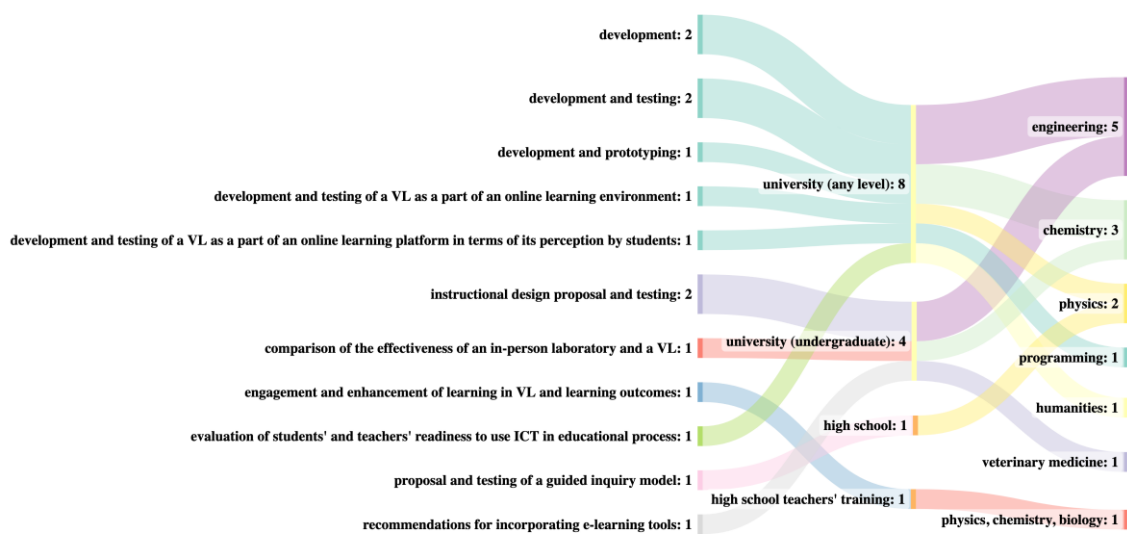 development: 2
development and testing: 2
development and prototyping: 1
development and testing of a VL as a part of an online learning environment: 1
development and testing of a VL as a part of an online learning platform in terms of its perception by students: 1
instructional design proposal and testing: 2
comparison of the effectiveness of an in-person laboratory and a VL: 1
engagement and enhancement of learning in VL and learning outcomes: 1
evaluation of students' and teachers' readiness to use ICT in educational process: 1
proposal and testing of a guided inquiry model: 1
recommendations for incorporating e-learning tools: 1
university (any level): 8
university (undergraduate): 4
high school: 1
high school teachers' training: 1
engineering: 5
chemistry: 3
physics: 2
programming: 1
humanities: 1
veterinary medicine: 1
physics, chemistry, biology: 1